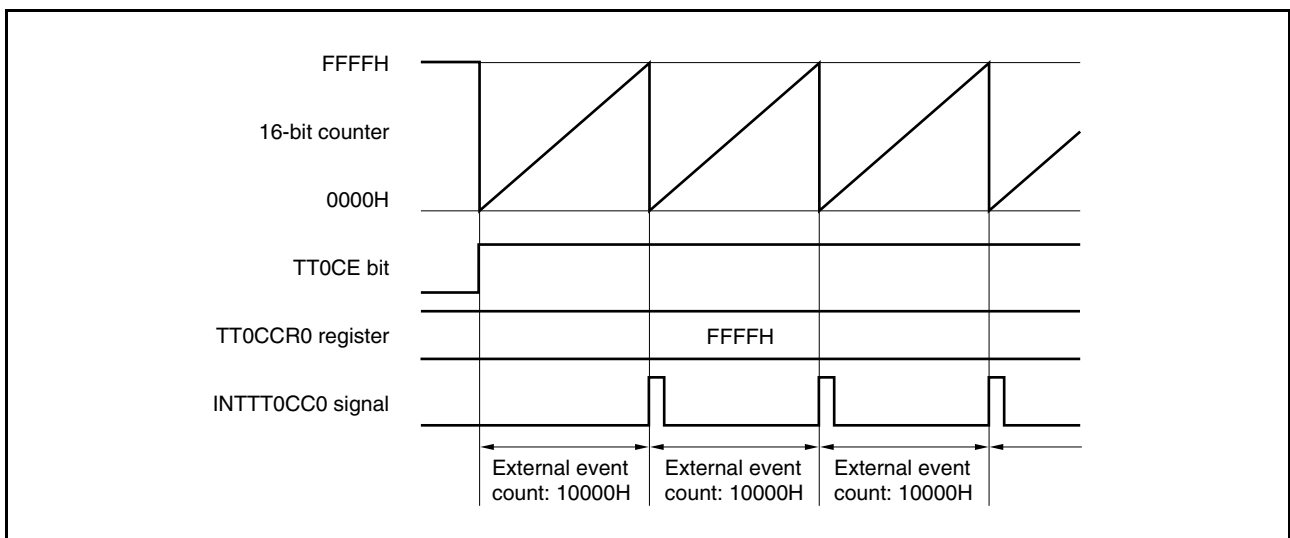 FFFFH
16-bit counter
0000H
TT0CE bit
TT0CCR0 register
FFFFH
INTTT0CC0 signal
External event
count: 10000H
External event
count: 10000H
External event
count: 10000H